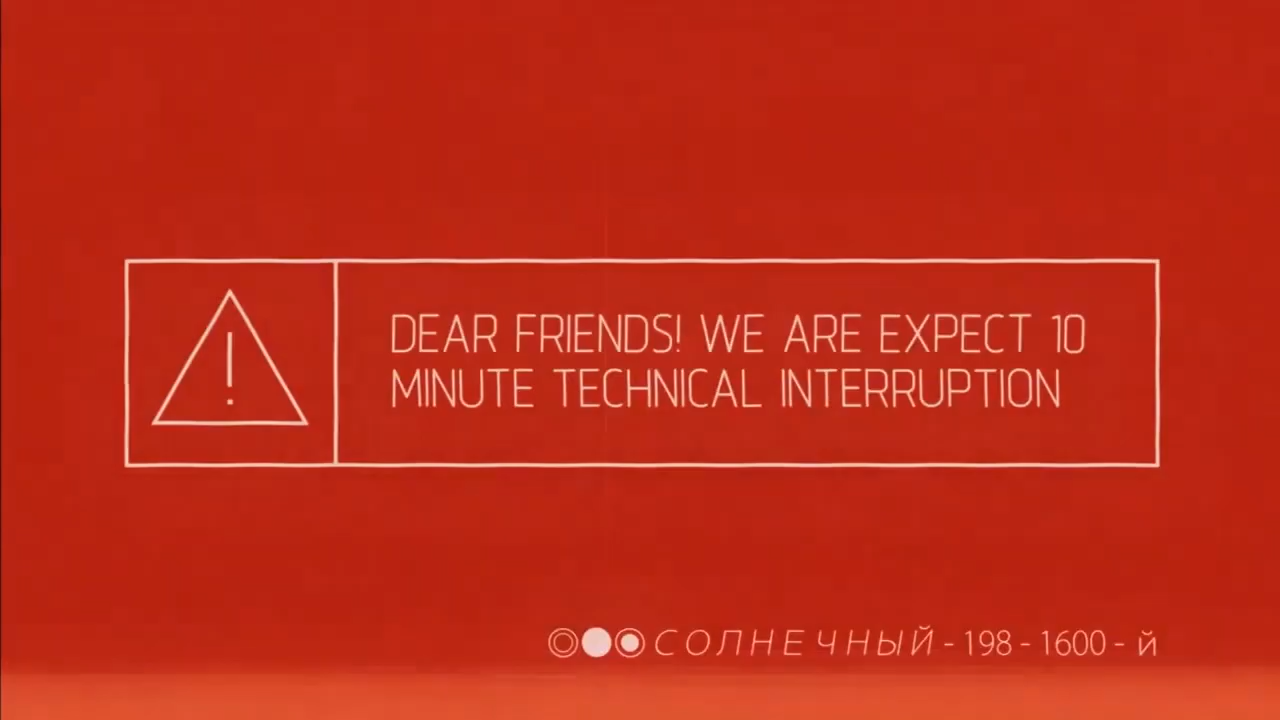 DEAR FRIENDS! WE ARE EXPECT 10
MINUTE TECHNICAL INTERRUPTION
СОЛНЕЧНЫЙ - 198 - 1600 - й